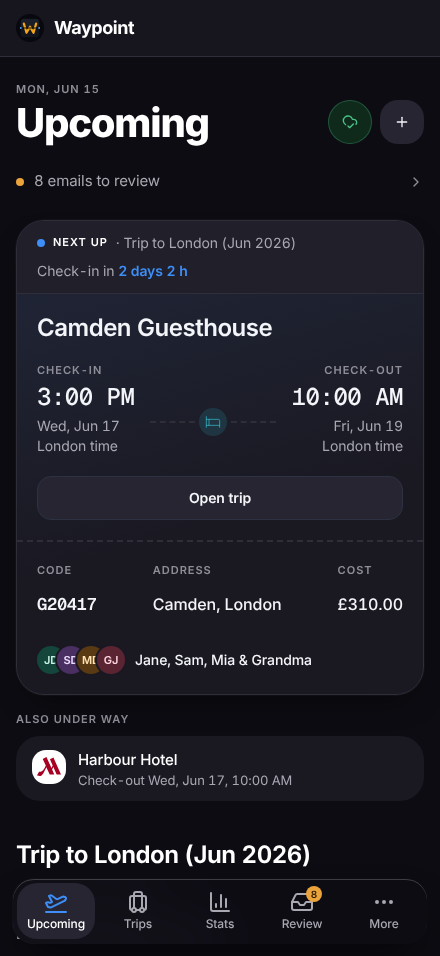 Waypoint
MON, JUN 15
Upcoming
8 emails to review
NEXT UP · Trip to London (Jun 2026)
Check-in in 2 days 2 h
Camden Guesthouse
CHECK-IN
CHECK-OUT
3:00 PM
10:00 AM
Wed, Jun 17
Fri, Jun 19
London time
London time
Open trip
CODE ADDRESS COST
G20417 Camden, London £310.00
GJ Jane, Sam, Mia & Grandma
ALSO UNDER WAY
Harbour Hotel
Check-out Wed, Jun 17, 10:00 AM
Trip to London (Jun 2026)
8
Upcoming Trips Stats Review More